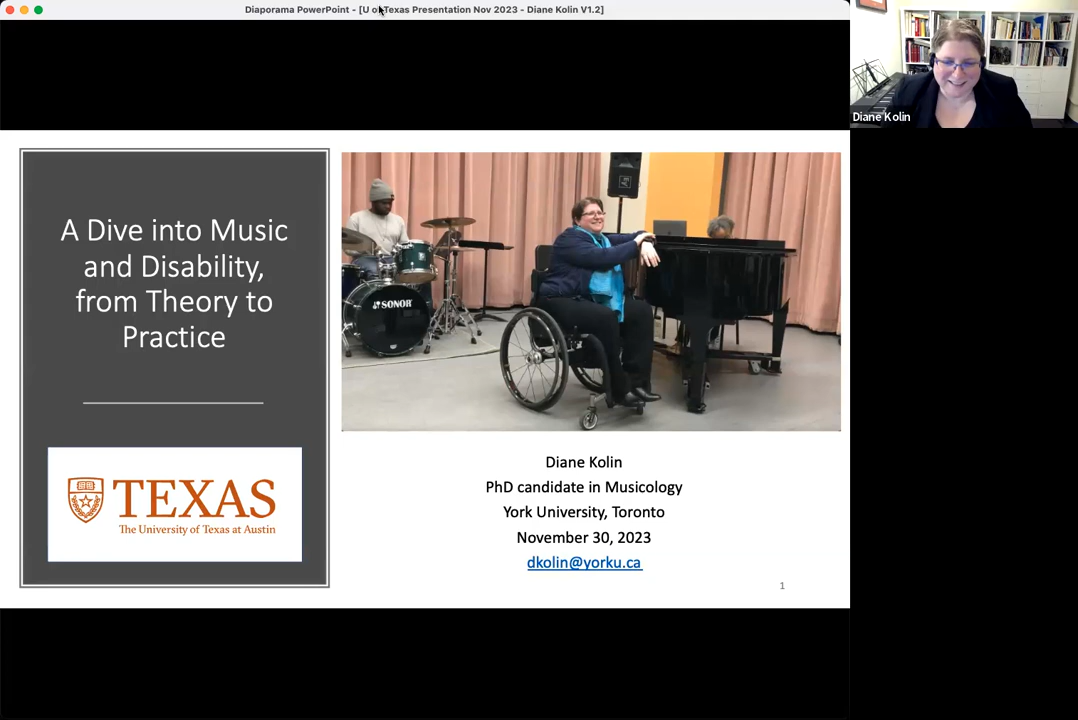 Diaporama PowerPoint - [U of Texas Presentation Nov 2023 - Diane Kolin V1.2]
Diane Kolin
A Dive into Music
and Disability,
from Theory to
Practice
SONOR
TEXAS
The University of Texas at Austin
Diane Kolin
PhD candidate in Musicology
York University, Toronto
November 30, 2023
dkolin@yorku.ca
1